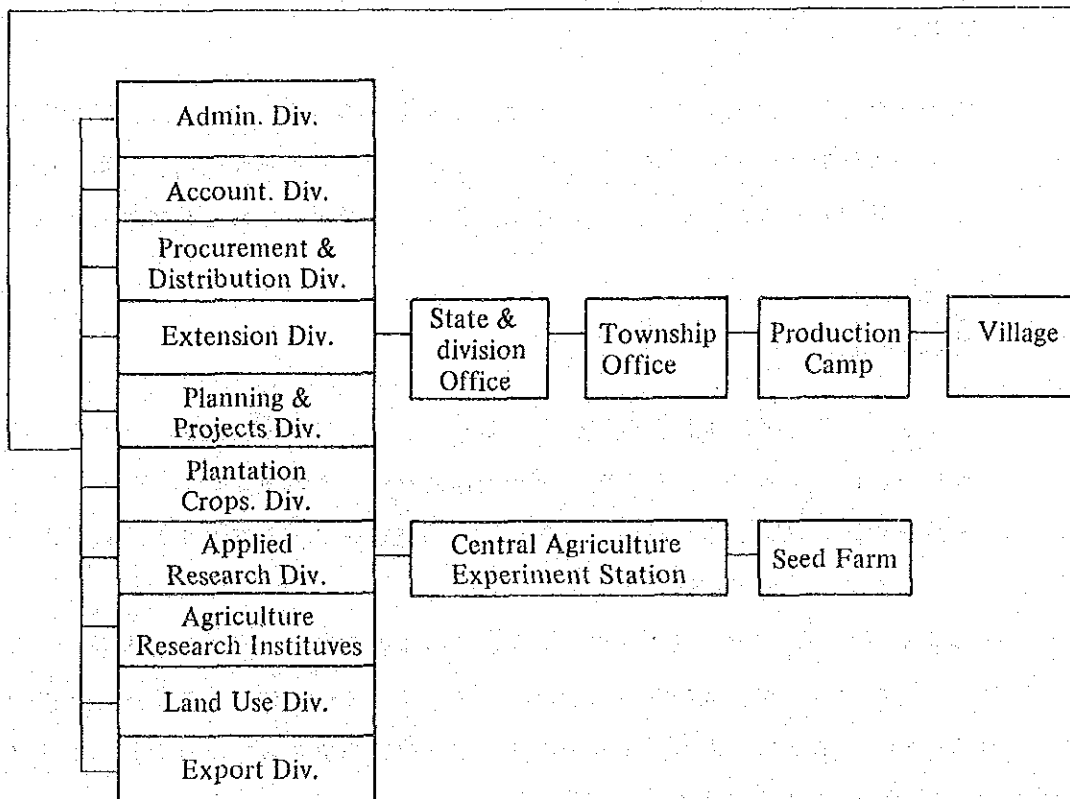 Admin. Div.
Account. Div.
Procurement &
Distribution Div.
Extension Div.
State &
division
Office
Township
Office
Production
Camp
Village
Planning &
Projects Div.
Plantation
Crops. Div.
Applied
Research Div.
Central Agriculture
Experiment Station
Seed Farm
Agriculture
Research Instituves
Land Use Div.
Export Div.